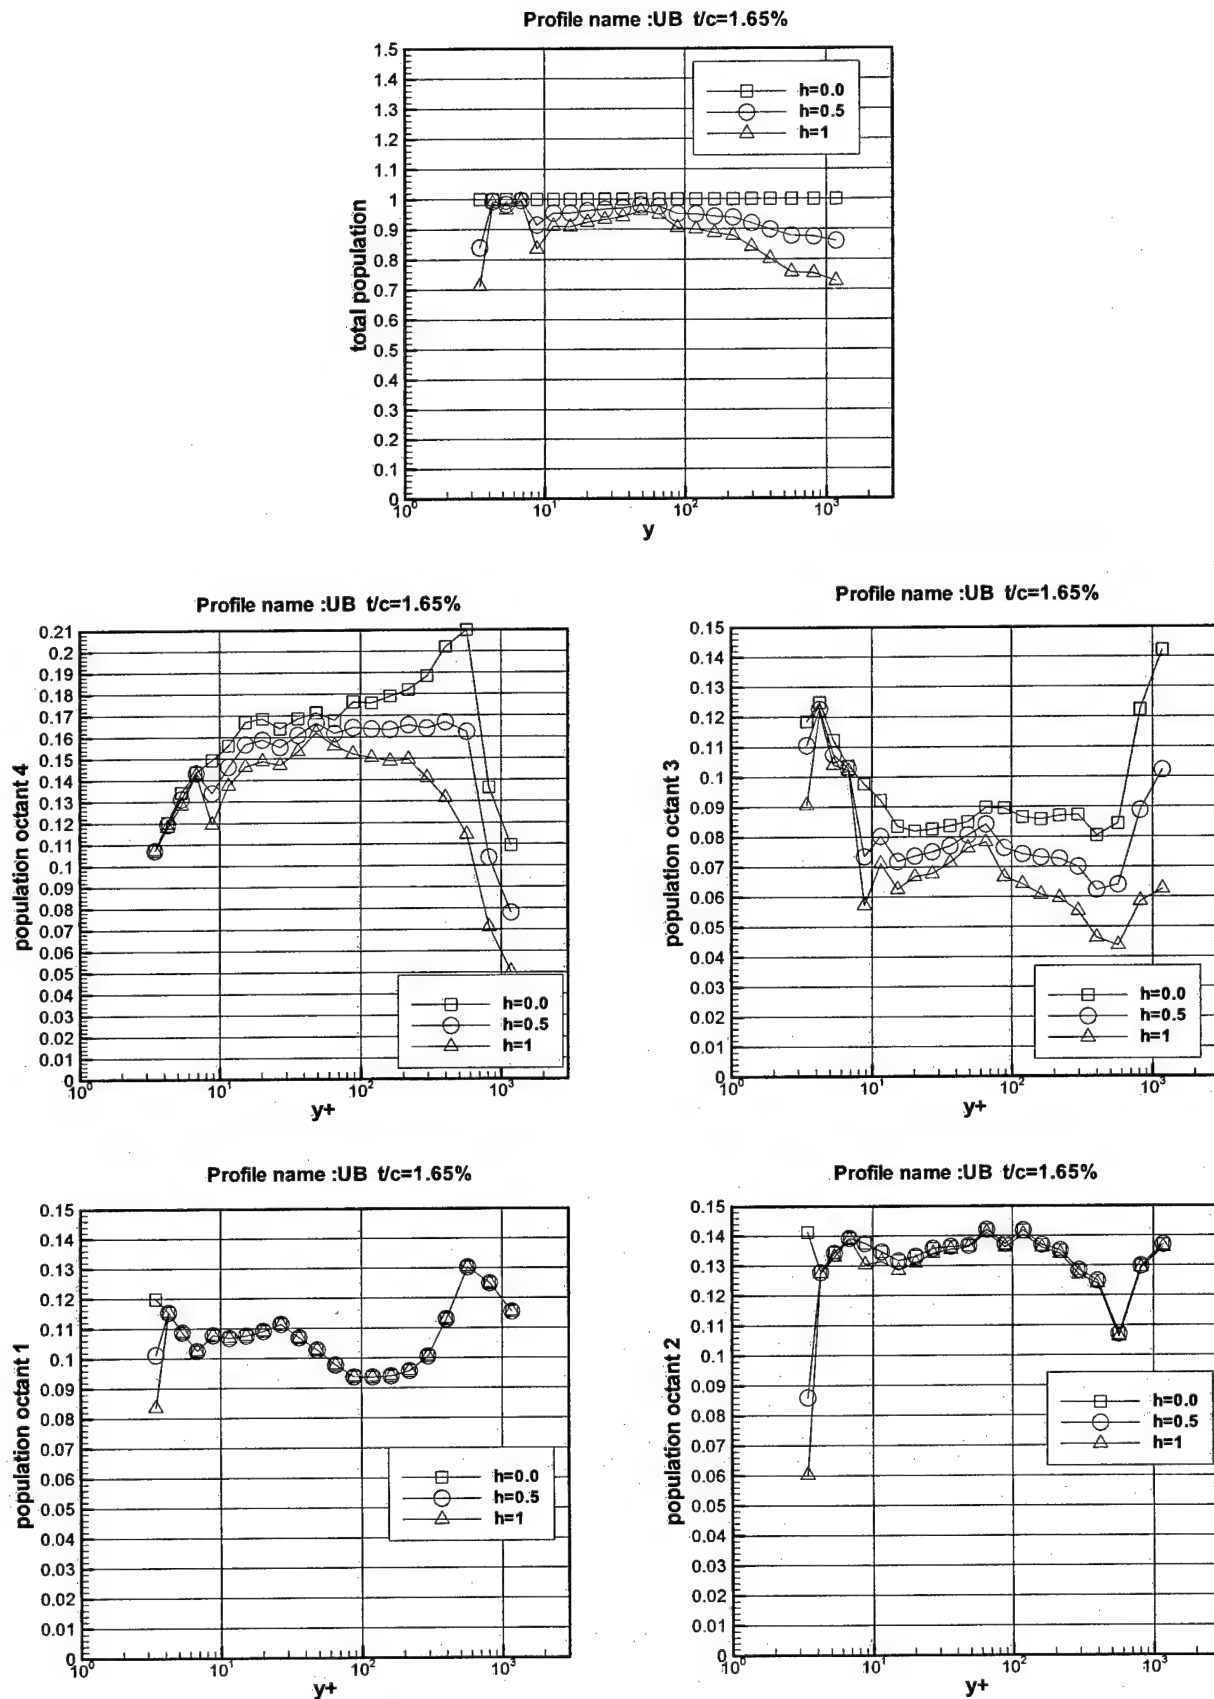 Profile name :UB t/c=1.65%
1.5
1.4
1.3
1.2
1.1
1
0.9
0.8
0.7
0.6
0.5
0.4
0.3
0.2
0.1
0
total population
h=0.0
h=0.5
h=1
10⁰ 10¹ 10² 10³
y
Profile name :UB t/c=1.65%
0.21
0.2
0.19
0.18
0.17
0.16
0.15
0.14
0.13
0.12
0.11
0.1
0.09
0.08
0.07
0.06
0.05
0.04
0.03
0.02
0.01
0
population octant 4
h=0.0
h=0.5
h=1
10⁰ 10¹ 10² 10³
y+
Profile name :UB t/c=1.65%
0.15
0.14
0.13
0.12
0.11
0.1
0.09
0.08
0.07
0.06
0.05
0.04
0.03
0.02
0.01
0
population octant 3
h=0.0
h=0.5
h=1
10⁰ 10¹ 10² 10³
y+
Profile name :UB t/c=1.65%
0.15
0.14
0.13
0.12
0.11
0.1
0.09
0.08
0.07
0.06
0.05
0.04
0.03
0.02
0.01
0
population octant 1
h=0.0
h=0.5
h=1
10⁰ 10¹ 10² 10³
y+
Profile name :UB t/c=1.65%
0.15
0.14
0.13
0.12
0.11
0.1
0.09
0.08
0.07
0.06
0.05
0.04
0.03
0.02
0.01
0
population octant 2
h=0.0
h=0.5
h=1
10⁰ 10¹ 10² 10³
y+